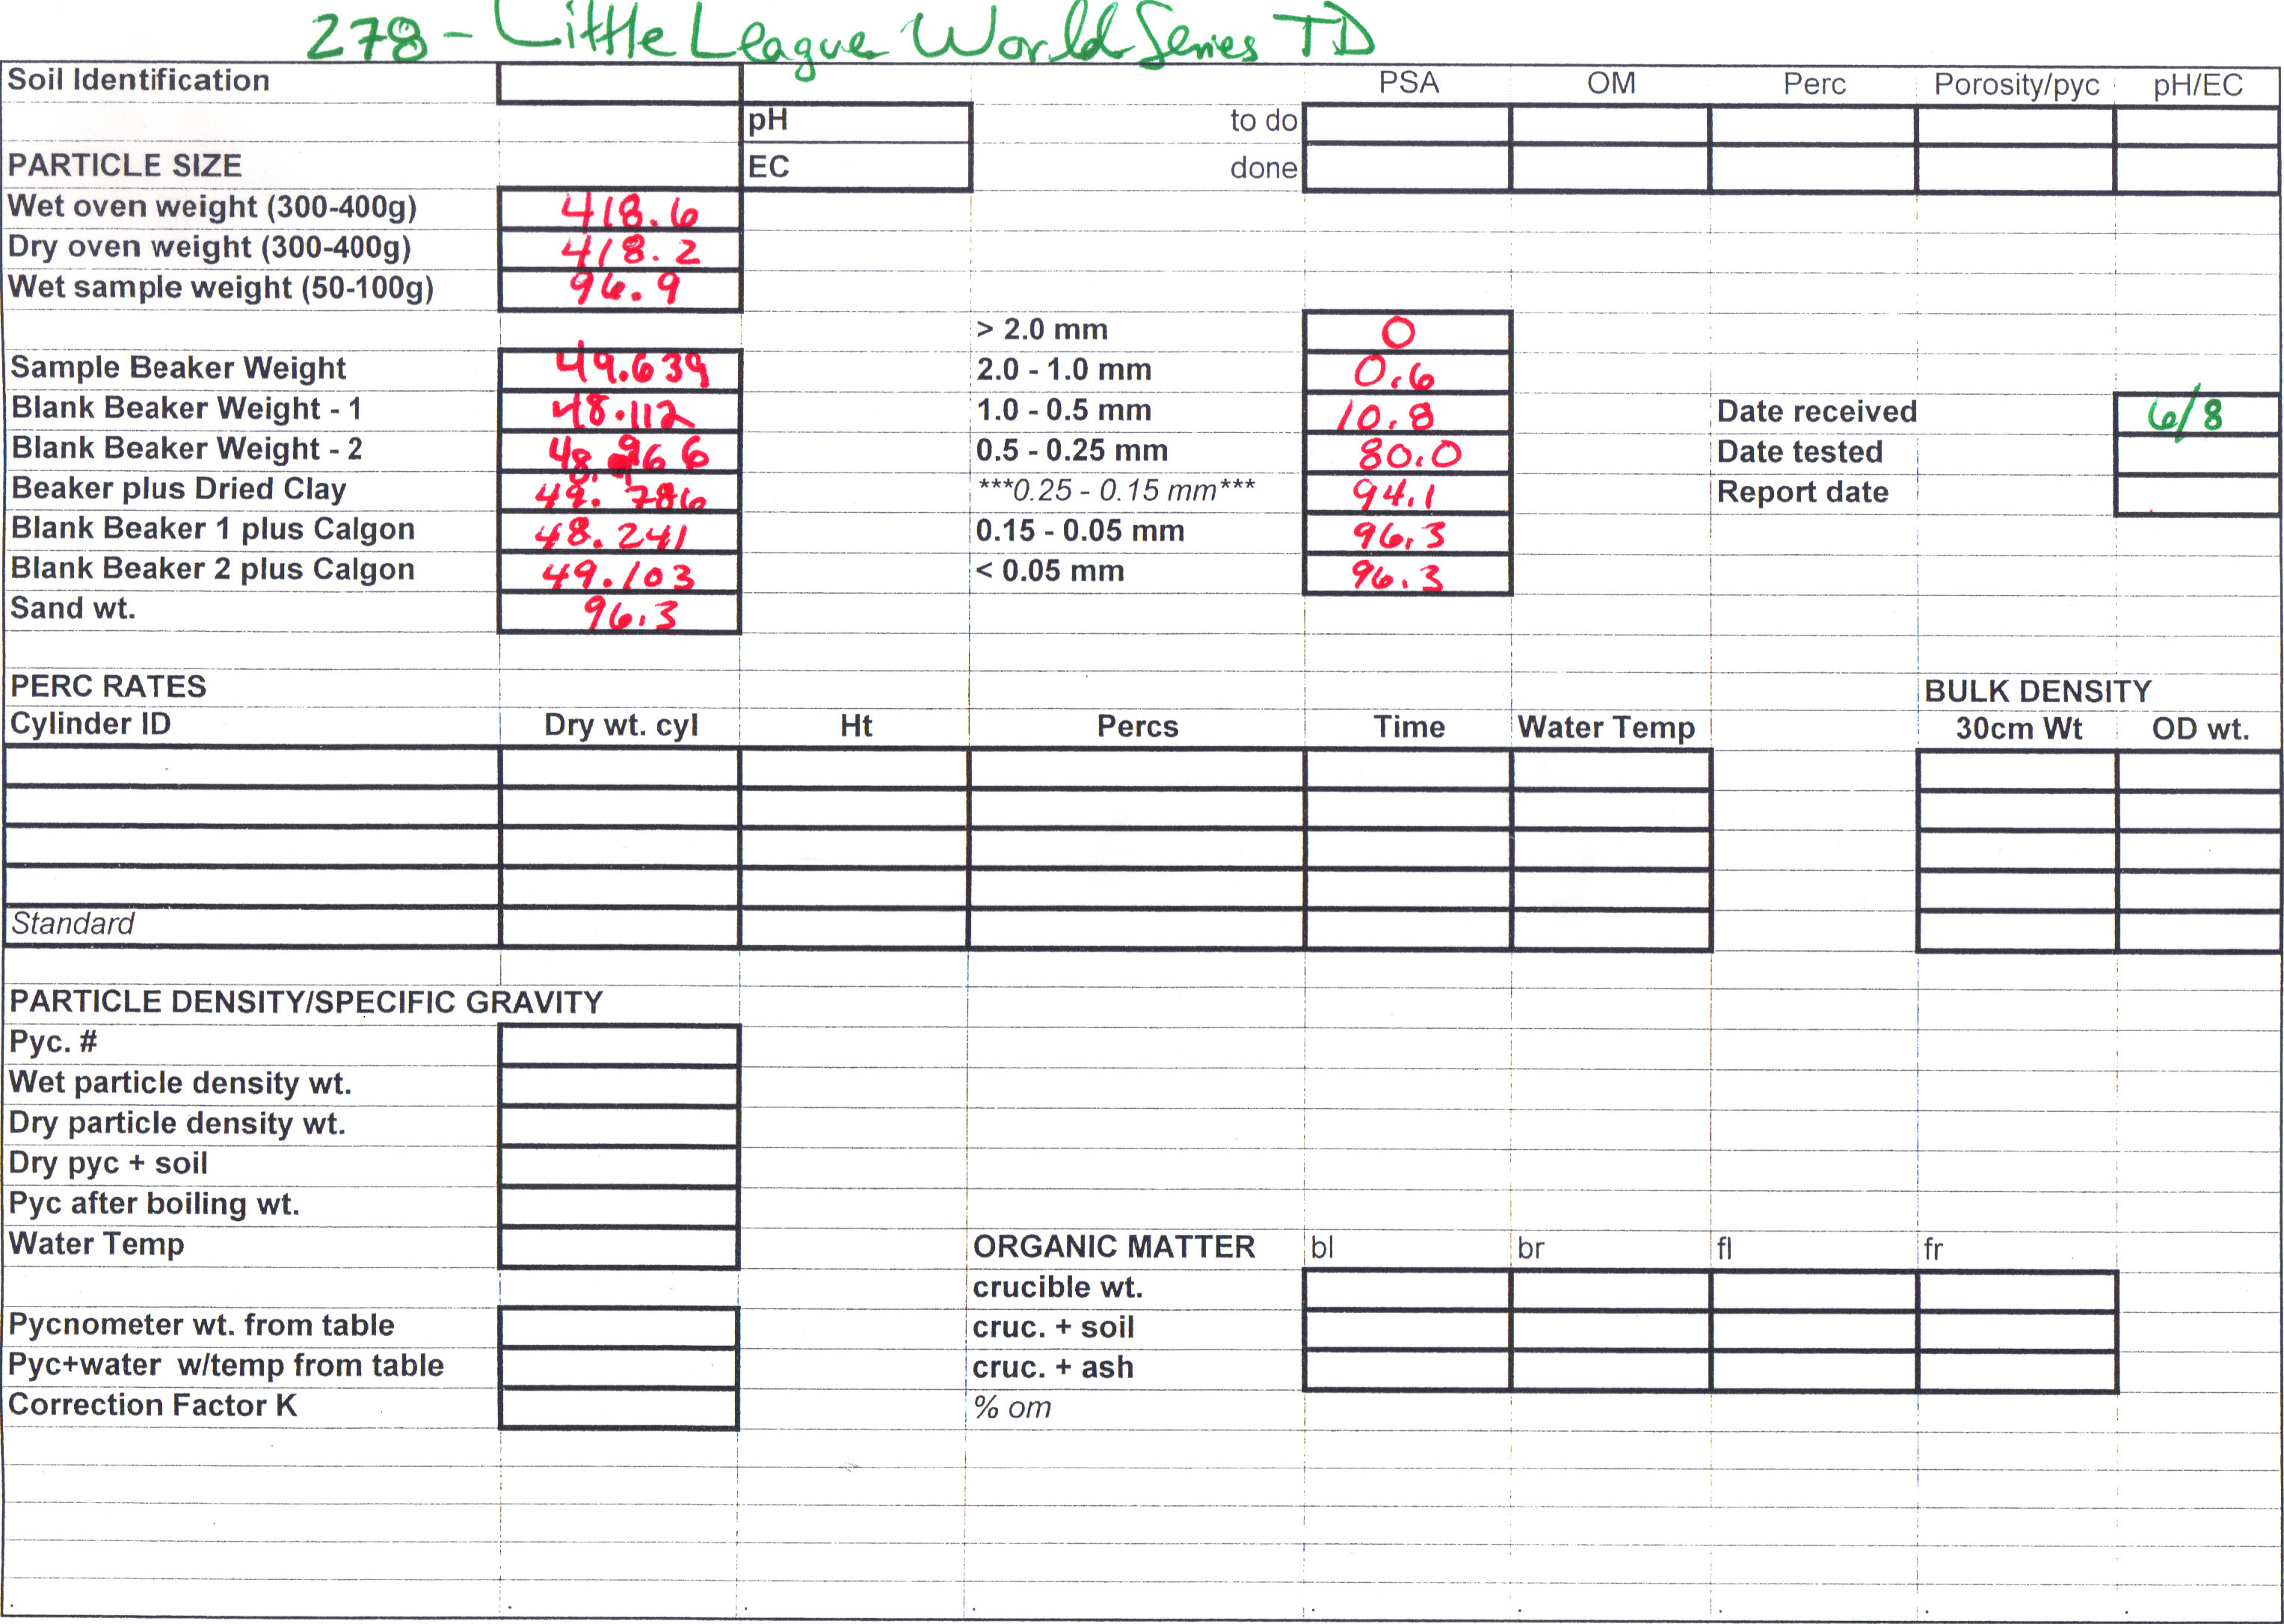 278 - Little League World Series TD
Soil Identification PSA OM Perc Porosity/pyc pH/EC
pH to do
PARTICLE SIZE EC done
Wet oven weight (300-400g) 418.6
Dry oven weight (300-400g) 418.2
Wet sample weight (50-100g) 96.9
> 2.0 mm 0
Sample Beaker Weight 49.639 2.0 - 1.0 mm 0.6
Blank Beaker Weight - 1 48.112 1.0 - 0.5 mm 10.8 Date received 6/8
Blank Beaker Weight - 2 48.966 0.5 - 0.25 mm 80.0 Date tested
Beaker plus Dried Clay 49.786 ***0.25 - 0.15 mm*** 94.1 Report date
Blank Beaker 1 plus Calgon 48.241 0.15 - 0.05 mm 96.3
Blank Beaker 2 plus Calgon 49.103 < 0.05 mm 96.3
Sand wt. 96.3
PERC RATES BULK DENSITY
Cylinder ID Dry wt. cyl Ht Percs Time Water Temp 30cm Wt OD wt.
Standard
PARTICLE DENSITY/SPECIFIC GRAVITY
Pyc. #
Wet particle density wt.
Dry particle density wt.
Dry pyc + soil
Pyc after boiling wt.
Water Temp ORGANIC MATTER bl br fl fr
crucible wt.
Pycnometer wt. from table cruc. + soil
Pyc+water w/temp from table cruc. + ash
Correction Factor K % om